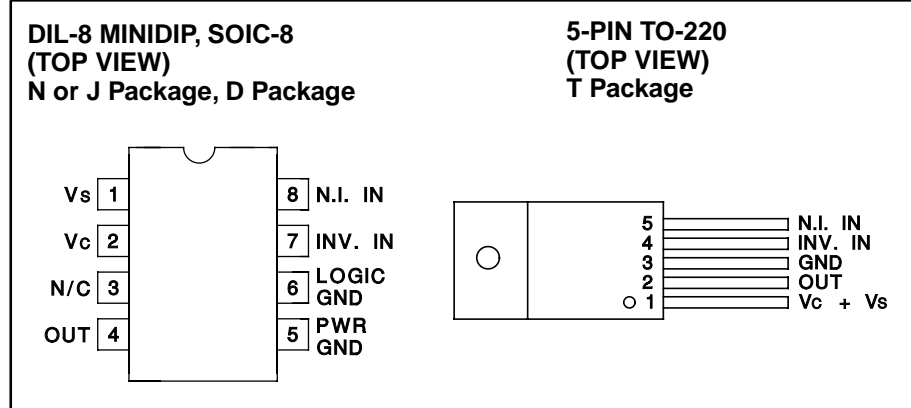 DIL-8 MINIDIP, SOIC-8
(TOP VIEW)
N or J Package, D Package
Vs 1
Vc 2
N/C 3
OUT 4
8 N.I. IN
7 INV. IN
6 LOGIC
GND
5 PWR
GND
5-PIN TO-220
(TOP VIEW)
T Package
5 N.I. IN
4 INV. IN
3 GND
2 OUT
1 Vc + Vs